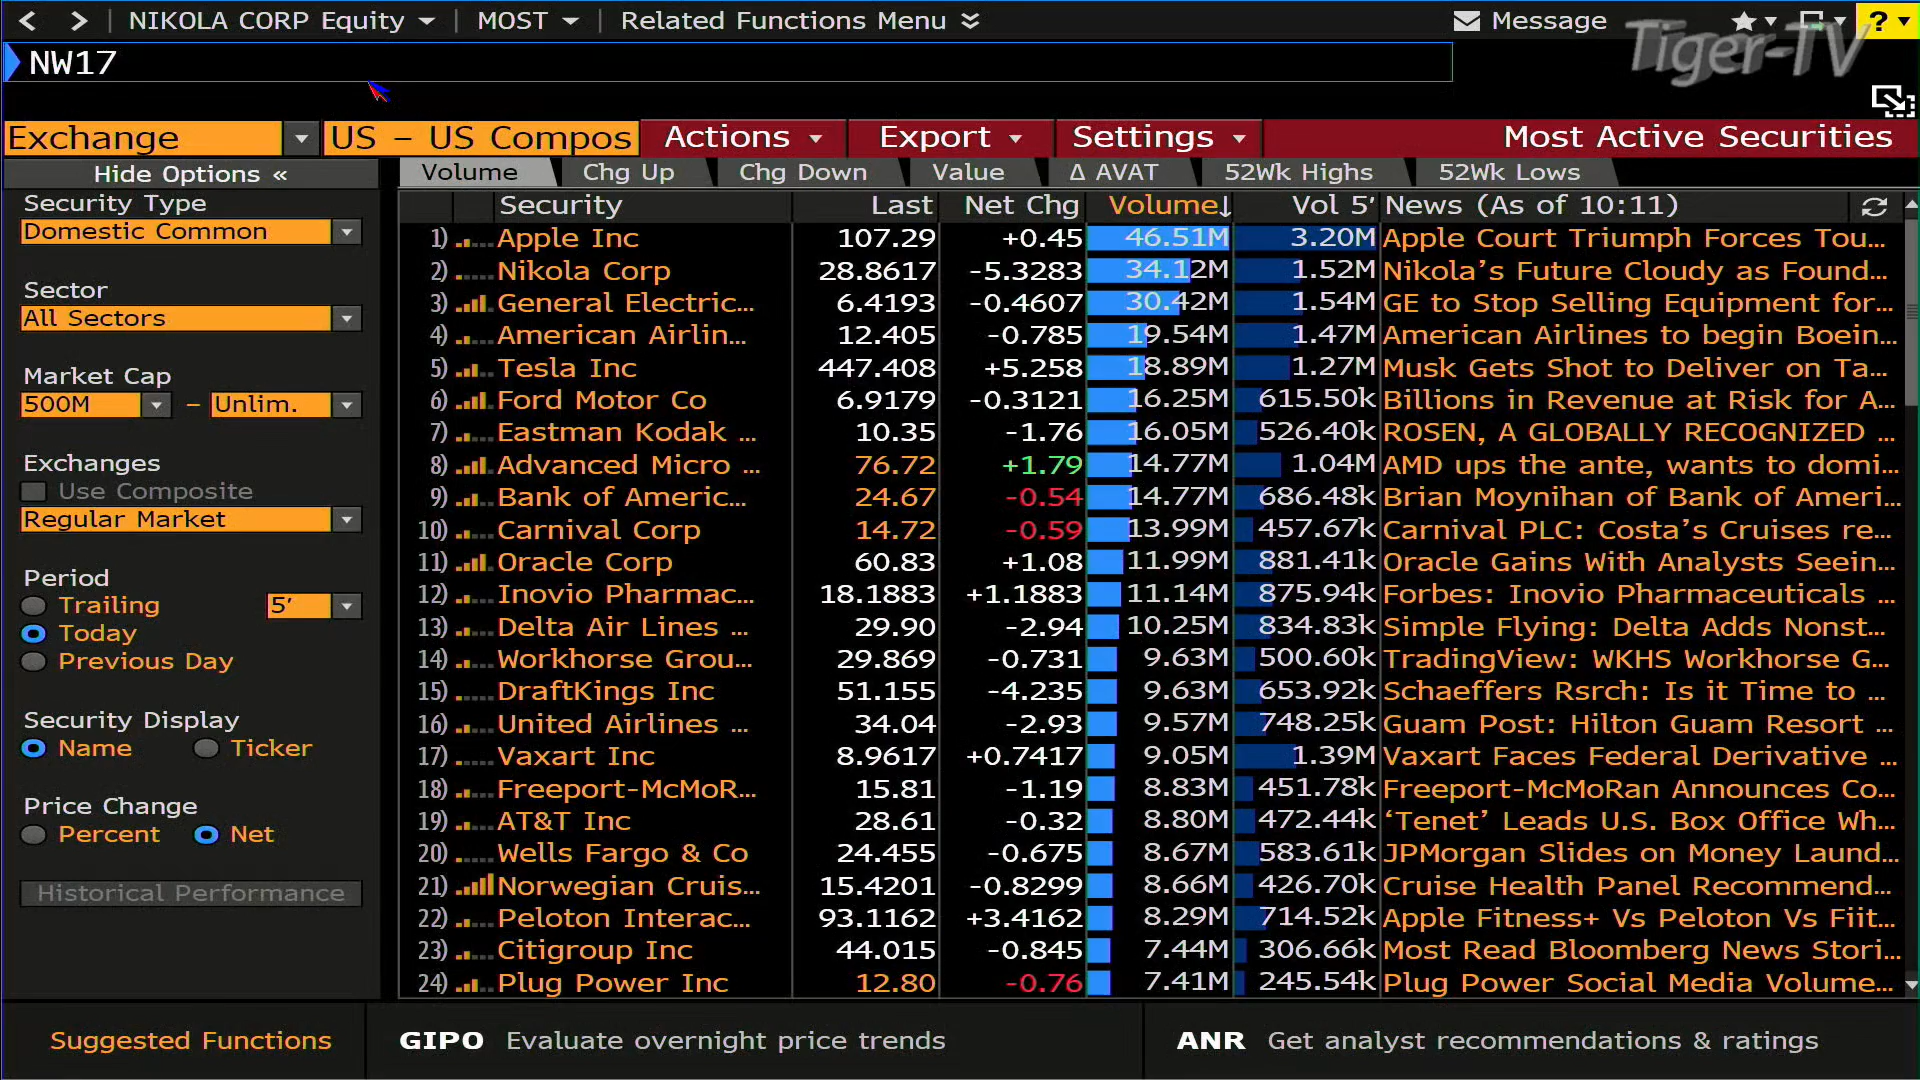 NIKOLA CORP Equity MOST Related Functions Menu Message ?
Tiger-TV
NW17
Exchange US – US Compos Actions Export Settings Most Active Securities
Hide Options « Volume Chg Up Chg Down Value Δ AVAT 52Wk Highs 52Wk Lows
Security Type
Domestic Common
Sector
All Sectors
Market Cap
500M – Unlim.
Exchanges
Use Composite
Regular Market
Period
Trailing 5'
Today
Previous Day
Security Display
Name Ticker
Price Change
Percent Net
Historical Performance
Security Last Net Chg Volume↓ Vol 5' News (As of 10:11)
1) Apple Inc 107.29 +0.45 46.51M 3.20M Apple Court Triumph Forces Tou...
2) Nikola Corp 28.8617 -5.3283 34.12M 1.52M Nikola's Future Cloudy as Found...
3) General Electric... 6.4193 -0.4607 30.42M 1.54M GE to Stop Selling Equipment for...
4) American Airlin... 12.405 -0.785 19.54M 1.47M American Airlines to begin Boein...
5) Tesla Inc 447.408 +5.258 18.89M 1.27M Musk Gets Shot to Deliver on Ta...
6) Ford Motor Co 6.9179 -0.3121 16.25M 615.50k Billions in Revenue at Risk for A...
7) Eastman Kodak ... 10.35 -1.76 16.05M 526.40k ROSEN, A GLOBALLY RECOGNIZED ...
8) Advanced Micro ... 76.72 +1.79 14.77M 1.04M AMD ups the ante, wants to domi...
9) Bank of Americ... 24.67 -0.54 14.77M 686.48k Brian Moynihan of Bank of Ameri...
10) Carnival Corp 14.72 -0.59 13.99M 457.67k Carnival PLC: Costa's Cruises re...
11) Oracle Corp 60.83 +1.08 11.99M 881.41k Oracle Gains With Analysts Seein...
12) Inovio Pharmac... 18.1883 +1.1883 11.14M 875.94k Forbes: Inovio Pharmaceuticals ...
13) Delta Air Lines ... 29.90 -2.94 10.25M 834.83k Simple Flying: Delta Adds Nonst...
14) Workhorse Grou... 29.869 -0.731 9.63M 500.60k TradingView: WKHS Workhorse G...
15) DraftKings Inc 51.155 -4.235 9.63M 653.92k Schaeffers Rsrch: Is it Time to ...
16) United Airlines ... 34.04 -2.93 9.57M 748.25k Guam Post: Hilton Guam Resort ...
17) Vaxart Inc 8.9617 +0.7417 9.05M 1.39M Vaxart Faces Federal Derivative ...
18) Freeport-McMoR... 15.81 -1.19 8.83M 451.78k Freeport-McMoRan Announces Co...
19) AT&T Inc 28.61 -0.32 8.80M 472.44k 'Tenet' Leads U.S. Box Office Wh...
20) Wells Fargo & Co 24.455 -0.675 8.67M 583.61k JPMorgan Slides on Money Laund...
21) Norwegian Cruis... 15.4201 -0.8299 8.66M 426.70k Cruise Health Panel Recommend...
22) Peloton Interac... 93.1162 +3.4162 8.29M 714.52k Apple Fitness+ Vs Peloton Vs Fiit...
23) Citigroup Inc 44.015 -0.845 7.44M 306.66k Most Read Bloomberg News Stori...
24) Plug Power Inc 12.80 -0.76 7.41M 245.54k Plug Power Social Media Volume...
Suggested Functions GIPO Evaluate overnight price trends ANR Get analyst recommendations & ratings